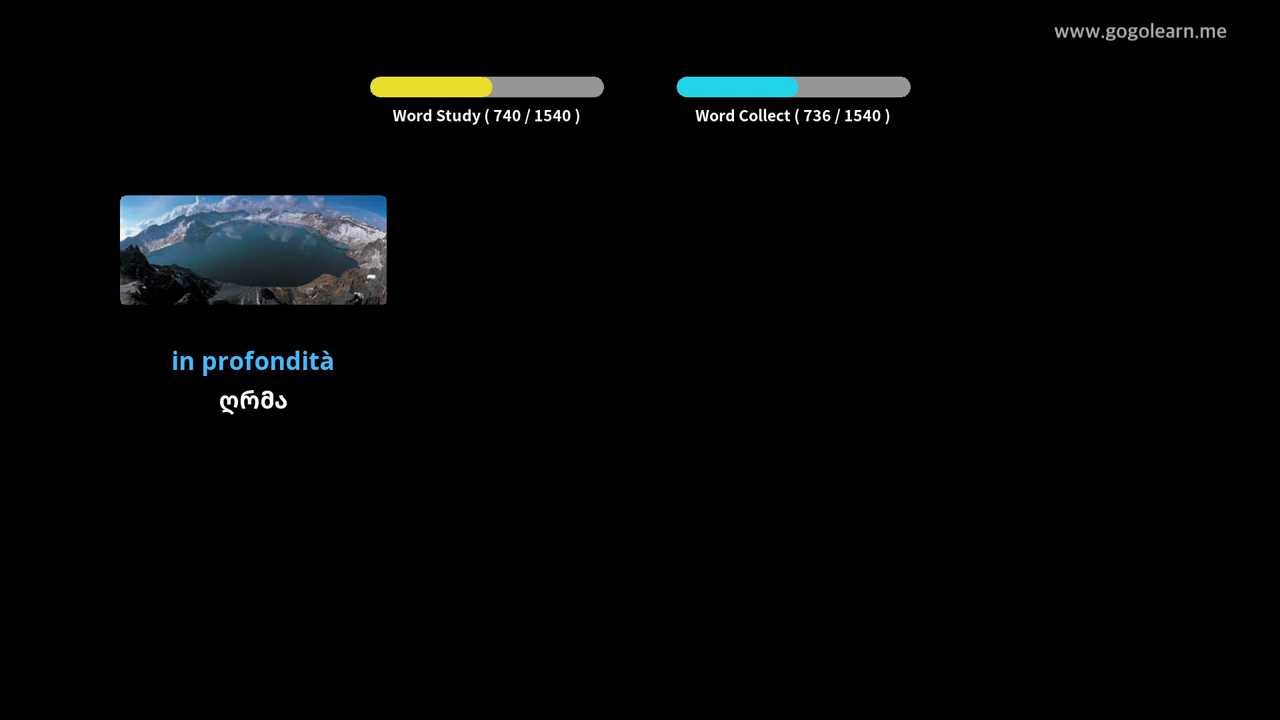 www.gogolearn.me
Word Study ( 740 / 1540 )
Word Collect ( 736 / 1540 )
in profondità
ღრმა